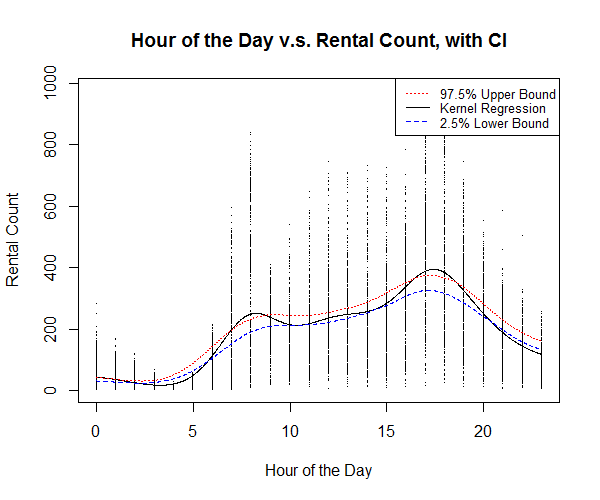 Hour of the Day v.s. Rental Count, with CI
97.5% Upper Bound
Kernel Regression
2.5% Lower Bound
Rental Count
1000
800
600
400
200
0
0 5 10 15 20
Hour of the Day